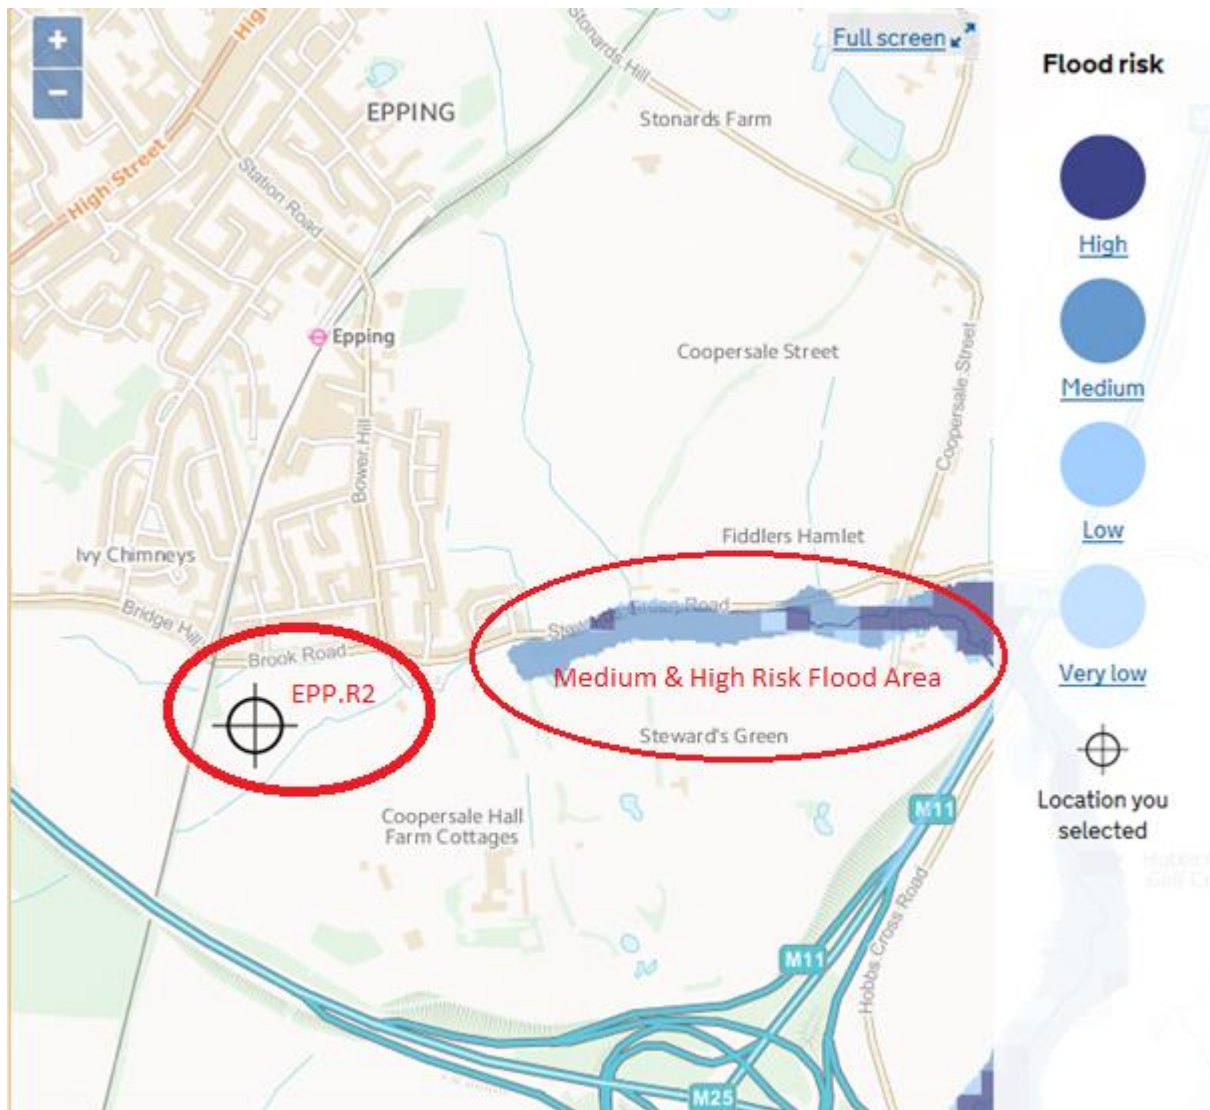 +
−
Full screen
Flood risk
High
Medium
Low
Very low
Location you
selected
High Street
Stonards Hill
EPPING
Stonards Farm
Station Road
Epping
Coopersale Street
Coopersale Street
Bower Hill
Ivy Chimneys
Fiddlers Hamlet
Bridge Hill
Brook Road
Road
EPP.R2
Medium & High Risk Flood Area
Steward's Green
Coopersale Hall
Farm Cottages
M11
Hobbs Cross Road
M11
M25